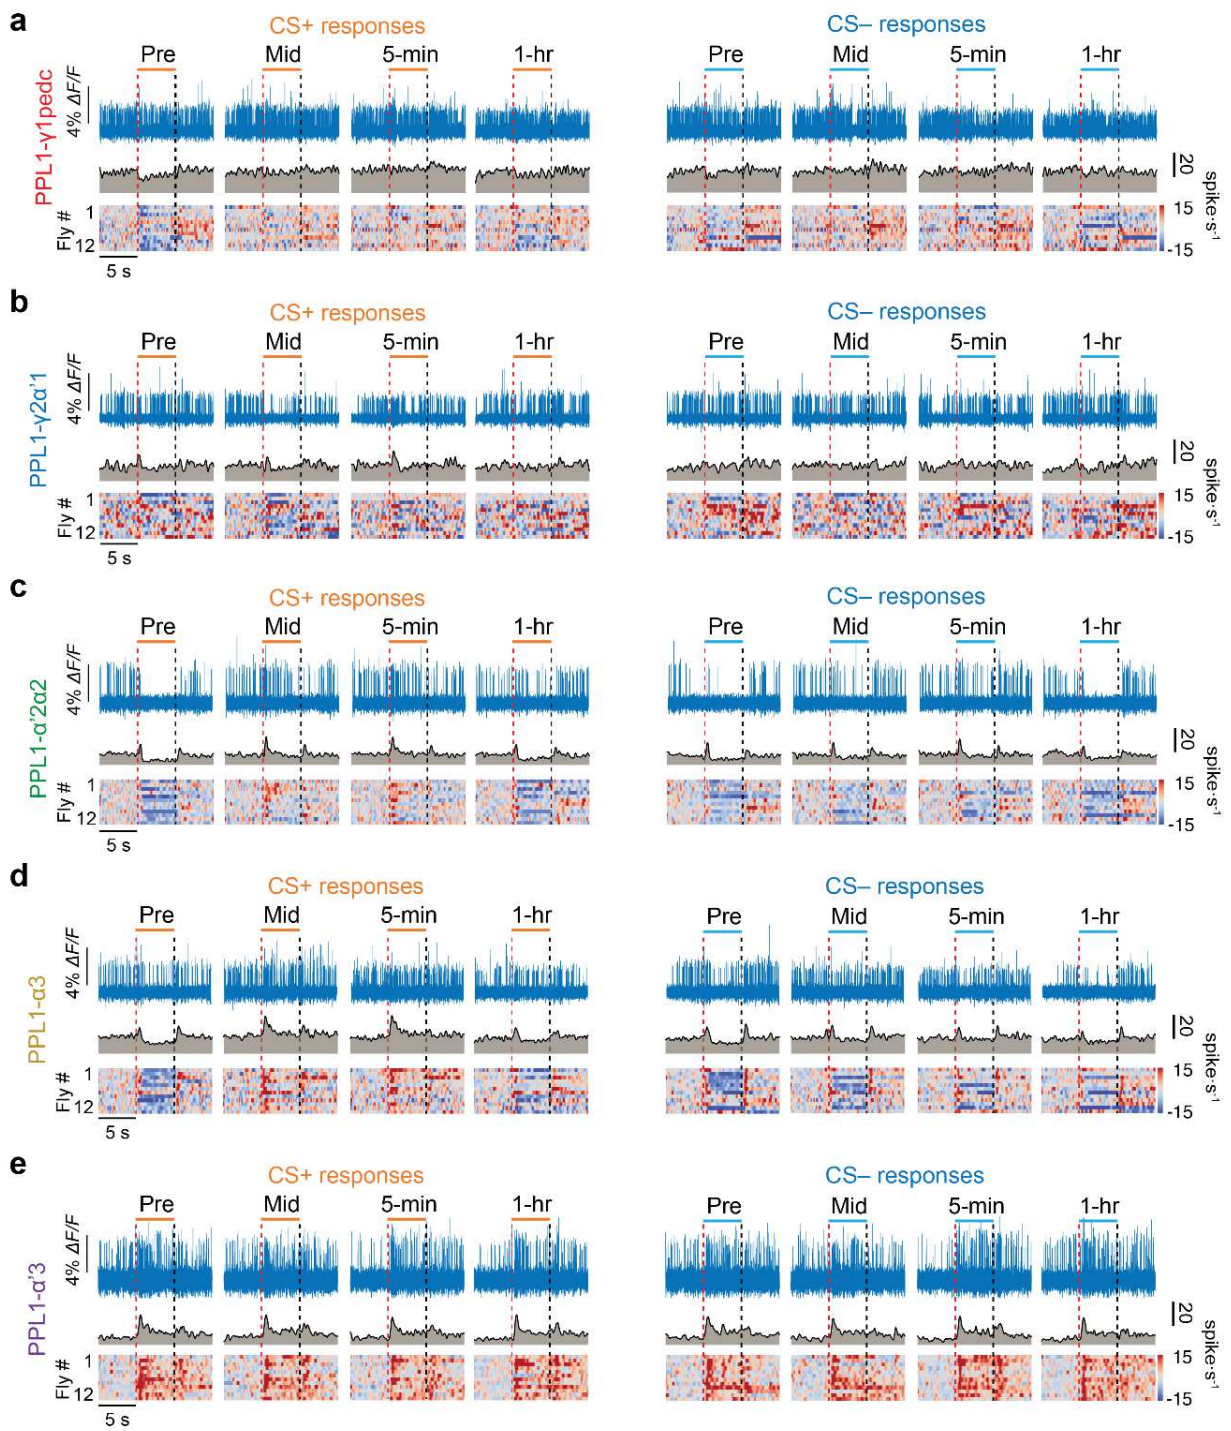 a
CS+ responses
CS– responses
Pre Mid 5-min 1-hr
Pre Mid 5-min 1-hr
PPL1-γ1pedc
4% ΔF/F
20
spike·s-1
Fly #
1
12
15
-15
5 s
b
CS+ responses
CS– responses
Pre Mid 5-min 1-hr
Pre Mid 5-min 1-hr
PPL1-γ2α'1
4% ΔF/F
20
spike·s-1
Fly #
1
12
15
-15
5 s
c
CS+ responses
CS– responses
Pre Mid 5-min 1-hr
Pre Mid 5-min 1-hr
PPL1-α'2α2
4% ΔF/F
20
spike·s-1
Fly #
1
12
15
-15
5 s
d
CS+ responses
CS– responses
Pre Mid 5-min 1-hr
Pre Mid 5-min 1-hr
PPL1-α3
4% ΔF/F
20
spike·s-1
Fly #
1
12
15
-15
5 s
e
CS+ responses
CS– responses
Pre Mid 5-min 1-hr
Pre Mid 5-min 1-hr
PPL1-α'3
4% ΔF/F
20
spike·s-1
Fly #
1
12
15
-15
5 s